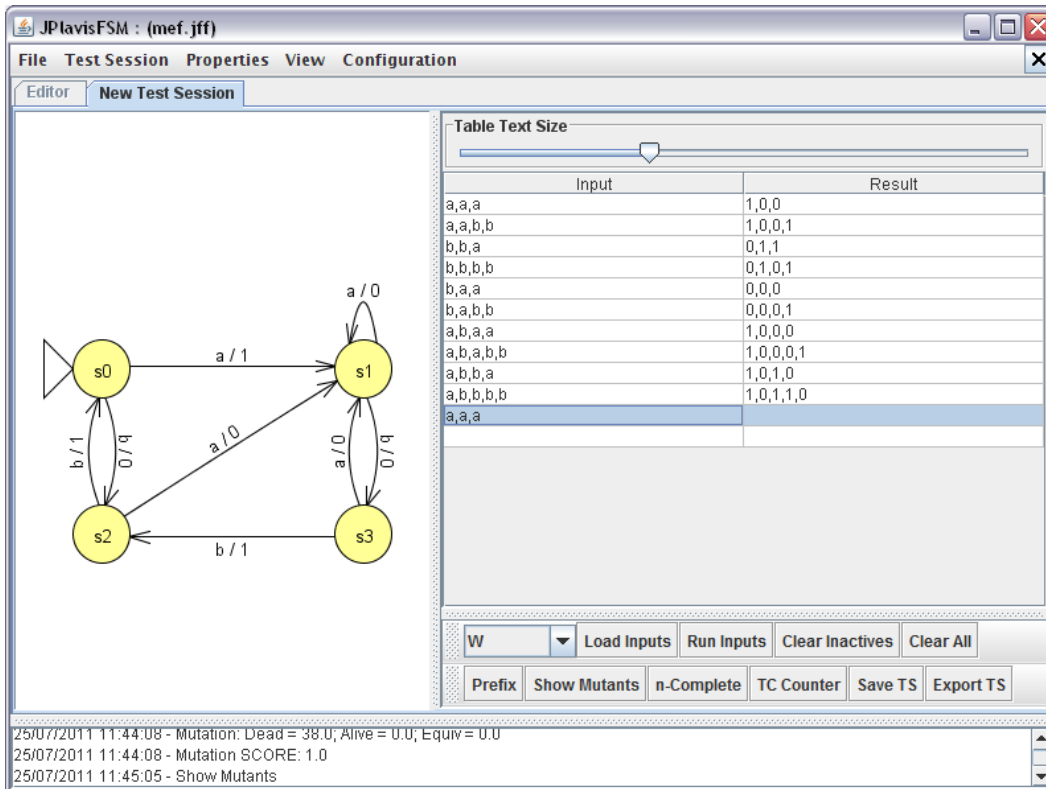 JPlavisFSM : (mef.jff)
File Test Session Properties View Configuration
Editor New Test Session
Table Text Size
Input Result
a,a,a 1,0,0
a,a,b,b 1,0,0,1
b,b,a 0,1,1
b,b,b,b 0,1,0,1
b,a,a 0,0,0
b,a,b,b 0,0,0,1
a,b,a,a 1,0,0,0
a,b,a,b,b 1,0,0,0,1
a,b,b,a 1,0,1,0
a,b,b,b,b 1,0,1,1,0
a,a,a
a / 0
s0
a / 1
s1
b / 1
b / 0
a / 0
a / 0
b / 0
s2
b / 1
s3
W Load Inputs Run Inputs Clear Inactives Clear All
Prefix Show Mutants n-Complete TC Counter Save TS Export TS
25/07/2011 11:44:08 - Mutation: Dead = 38.0; Alive = 0.0; Equiv = 0.0
25/07/2011 11:44:08 - Mutation SCORE: 1.0
25/07/2011 11:45:05 - Show Mutants